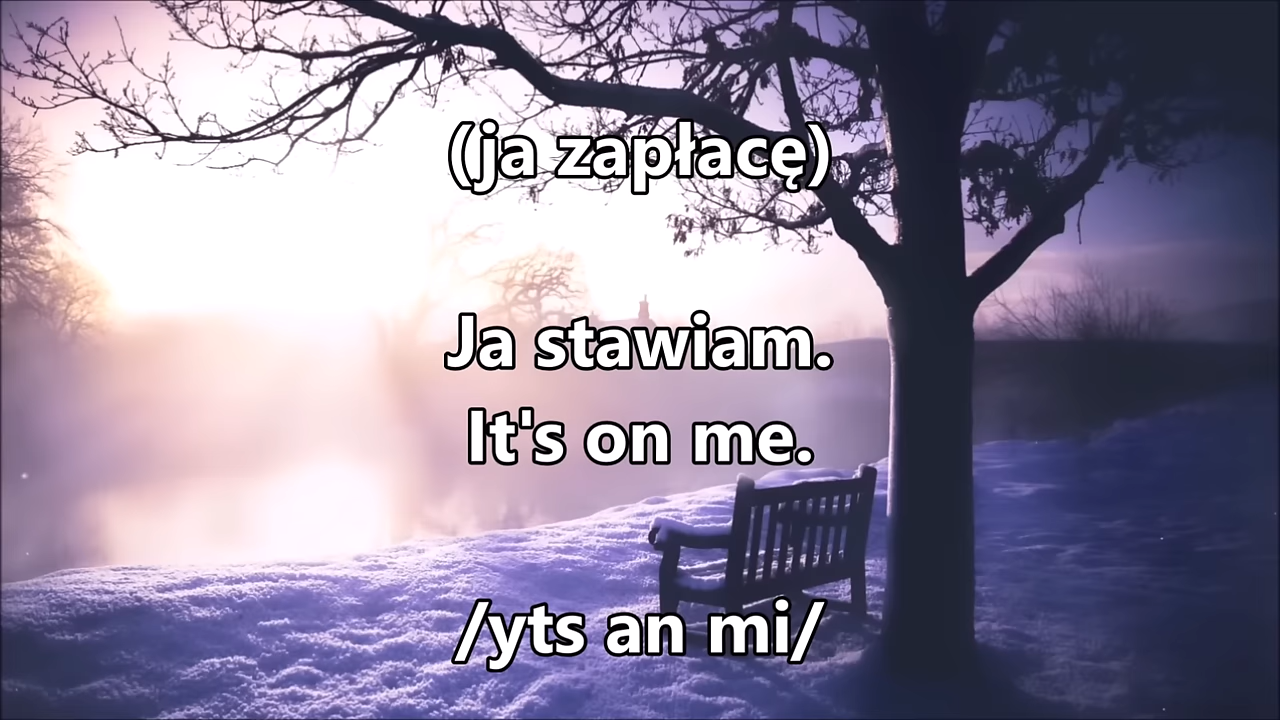 (ja zapłacę)
Ja stawiam.
It's on me.
/yts an mi/